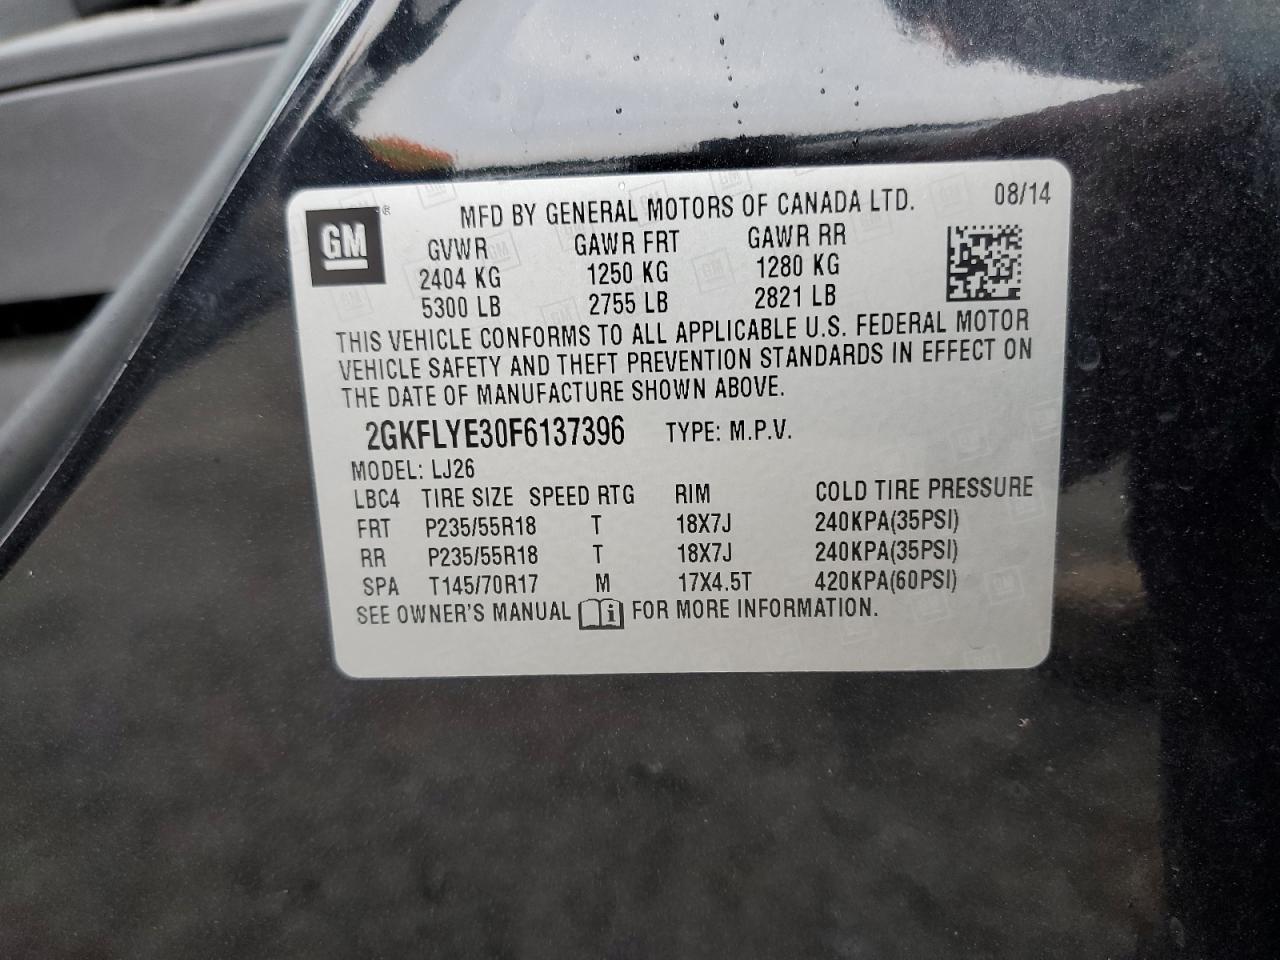 GM ® MFD BY GENERAL MOTORS OF CANADA LTD. 08/14
GVWR GAWR FRT GAWR RR
2404 KG 1250 KG 1280 KG
5300 LB 2755 LB 2821 LB
THIS VEHICLE CONFORMS TO ALL APPLICABLE U.S. FEDERAL MOTOR
VEHICLE SAFETY AND THEFT PREVENTION STANDARDS IN EFFECT ON
THE DATE OF MANUFACTURE SHOWN ABOVE.
2GKFLYE30F6137396 TYPE: M.P.V.
MODEL: LJ26
LBC4 TIRE SIZE SPEED RTG RIM COLD TIRE PRESSURE
FRT P235/55R18 T 18X7J 240KPA(35PSI)
RR P235/55R18 T 18X7J 240KPA(35PSI)
SPA T145/70R17 M 17X4.5T 420KPA(60PSI)
SEE OWNER'S MANUAL i FOR MORE INFORMATION.